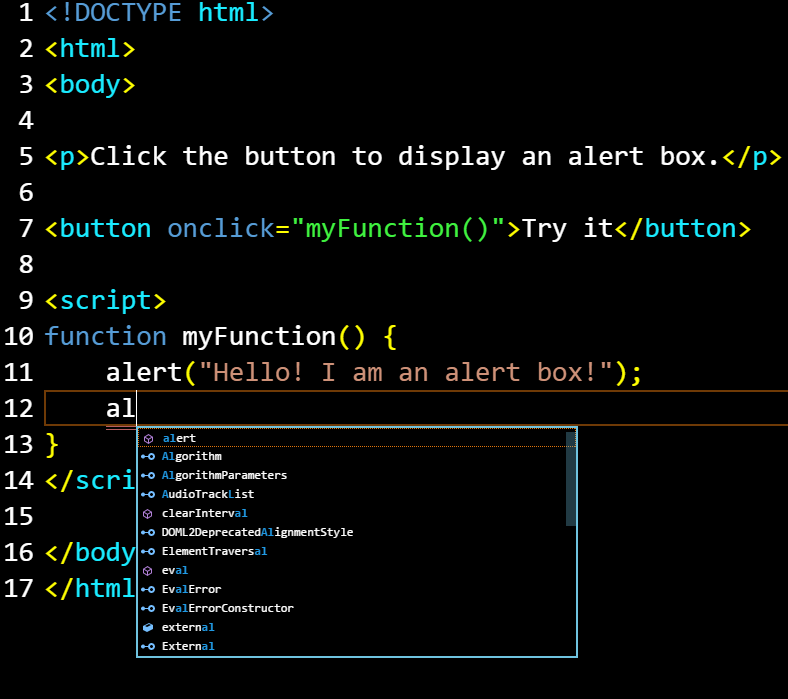 1 <!DOCTYPE html>
2 <html>
3 <body>
4
5 <p>Click the button to display an alert box.</p>
6
7 <button onclick="myFunction()">Try it</button>
8
9 <script>
10 function myFunction() {
11 alert("Hello! I am an alert box!");
12 al
13 }
14 </scri
15
16 </body
17 </html
alert
Algorithm
AlgorithmParameters
AudioTrackList
clearInterval
DOML2DeprecatedAlignmentStyle
ElementTraversal
eval
EvalError
EvalErrorConstructor
external
External